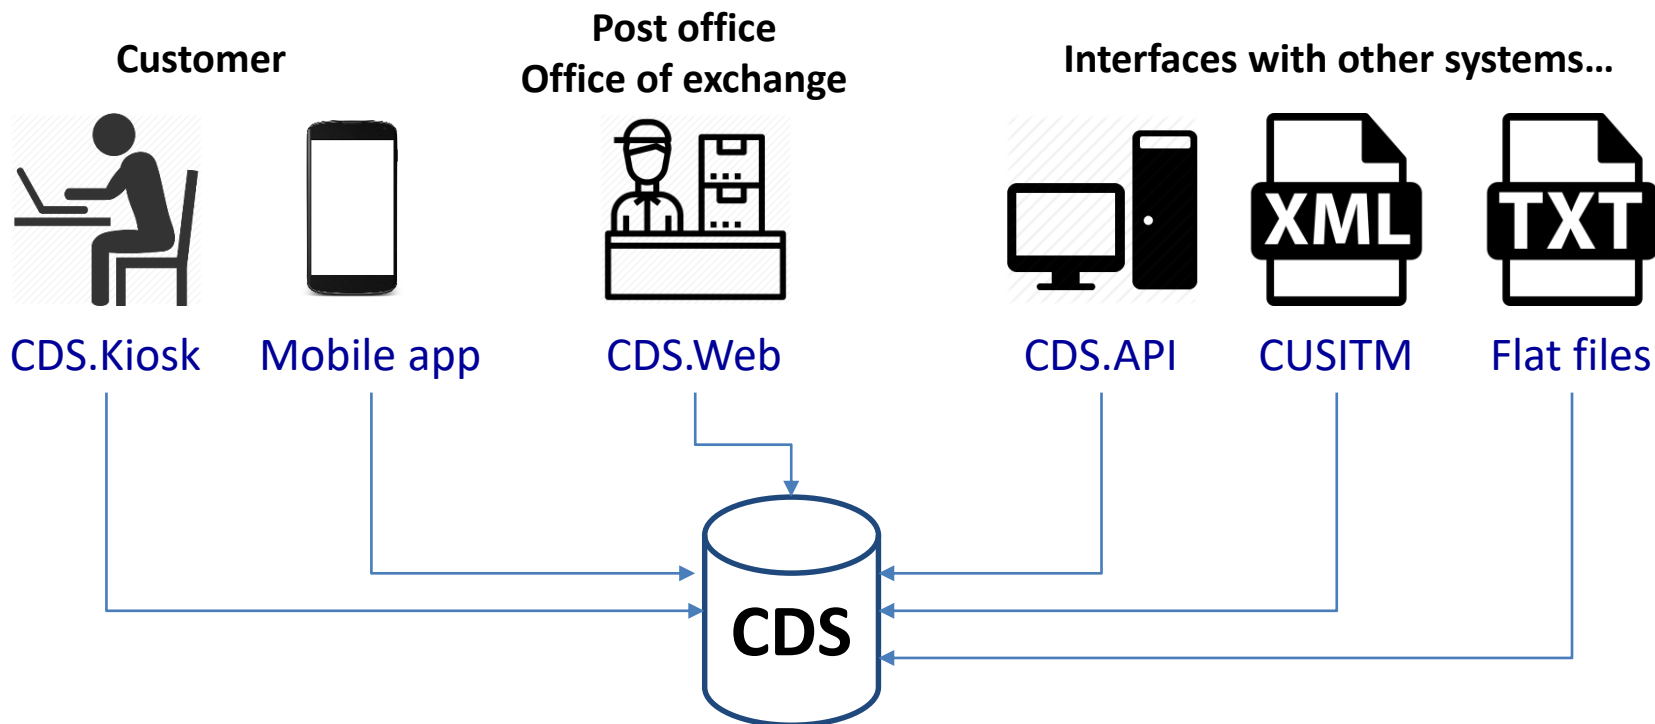 Customer
Post office
Office of exchange
Interfaces with other systems...
XML
TXT
CDS.Kiosk
Mobile app
CDS.Web
CDS.API
CUSITM
Flat files
CDS